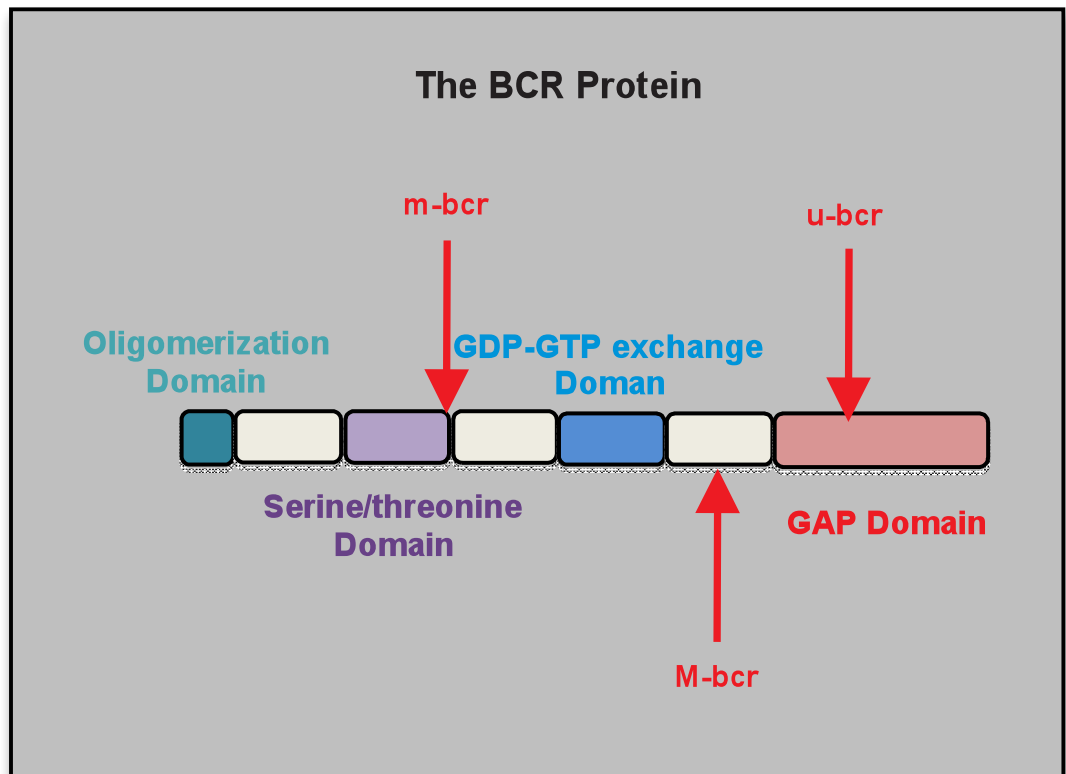 The BCR Protein
m-bcr
u-bcr
Oligomerization
Domain
GDP-GTP exchange
Doman
Serine/threonine
Domain
GAP Domain
M-bcr